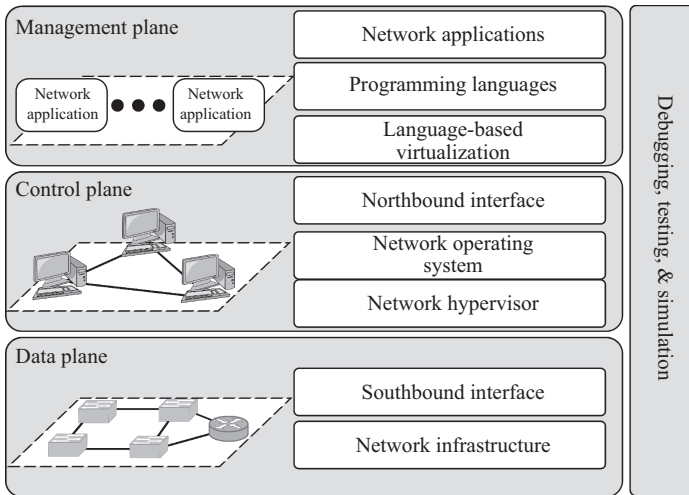 Management plane
Network
application
Network
application
Network applications
Programming languages
Language-based
virtualization
Control plane
Northbound interface
Network operating
system
Network hypervisor
Data plane
Southbound interface
Network infrastructure
Debugging, testing, & simulation